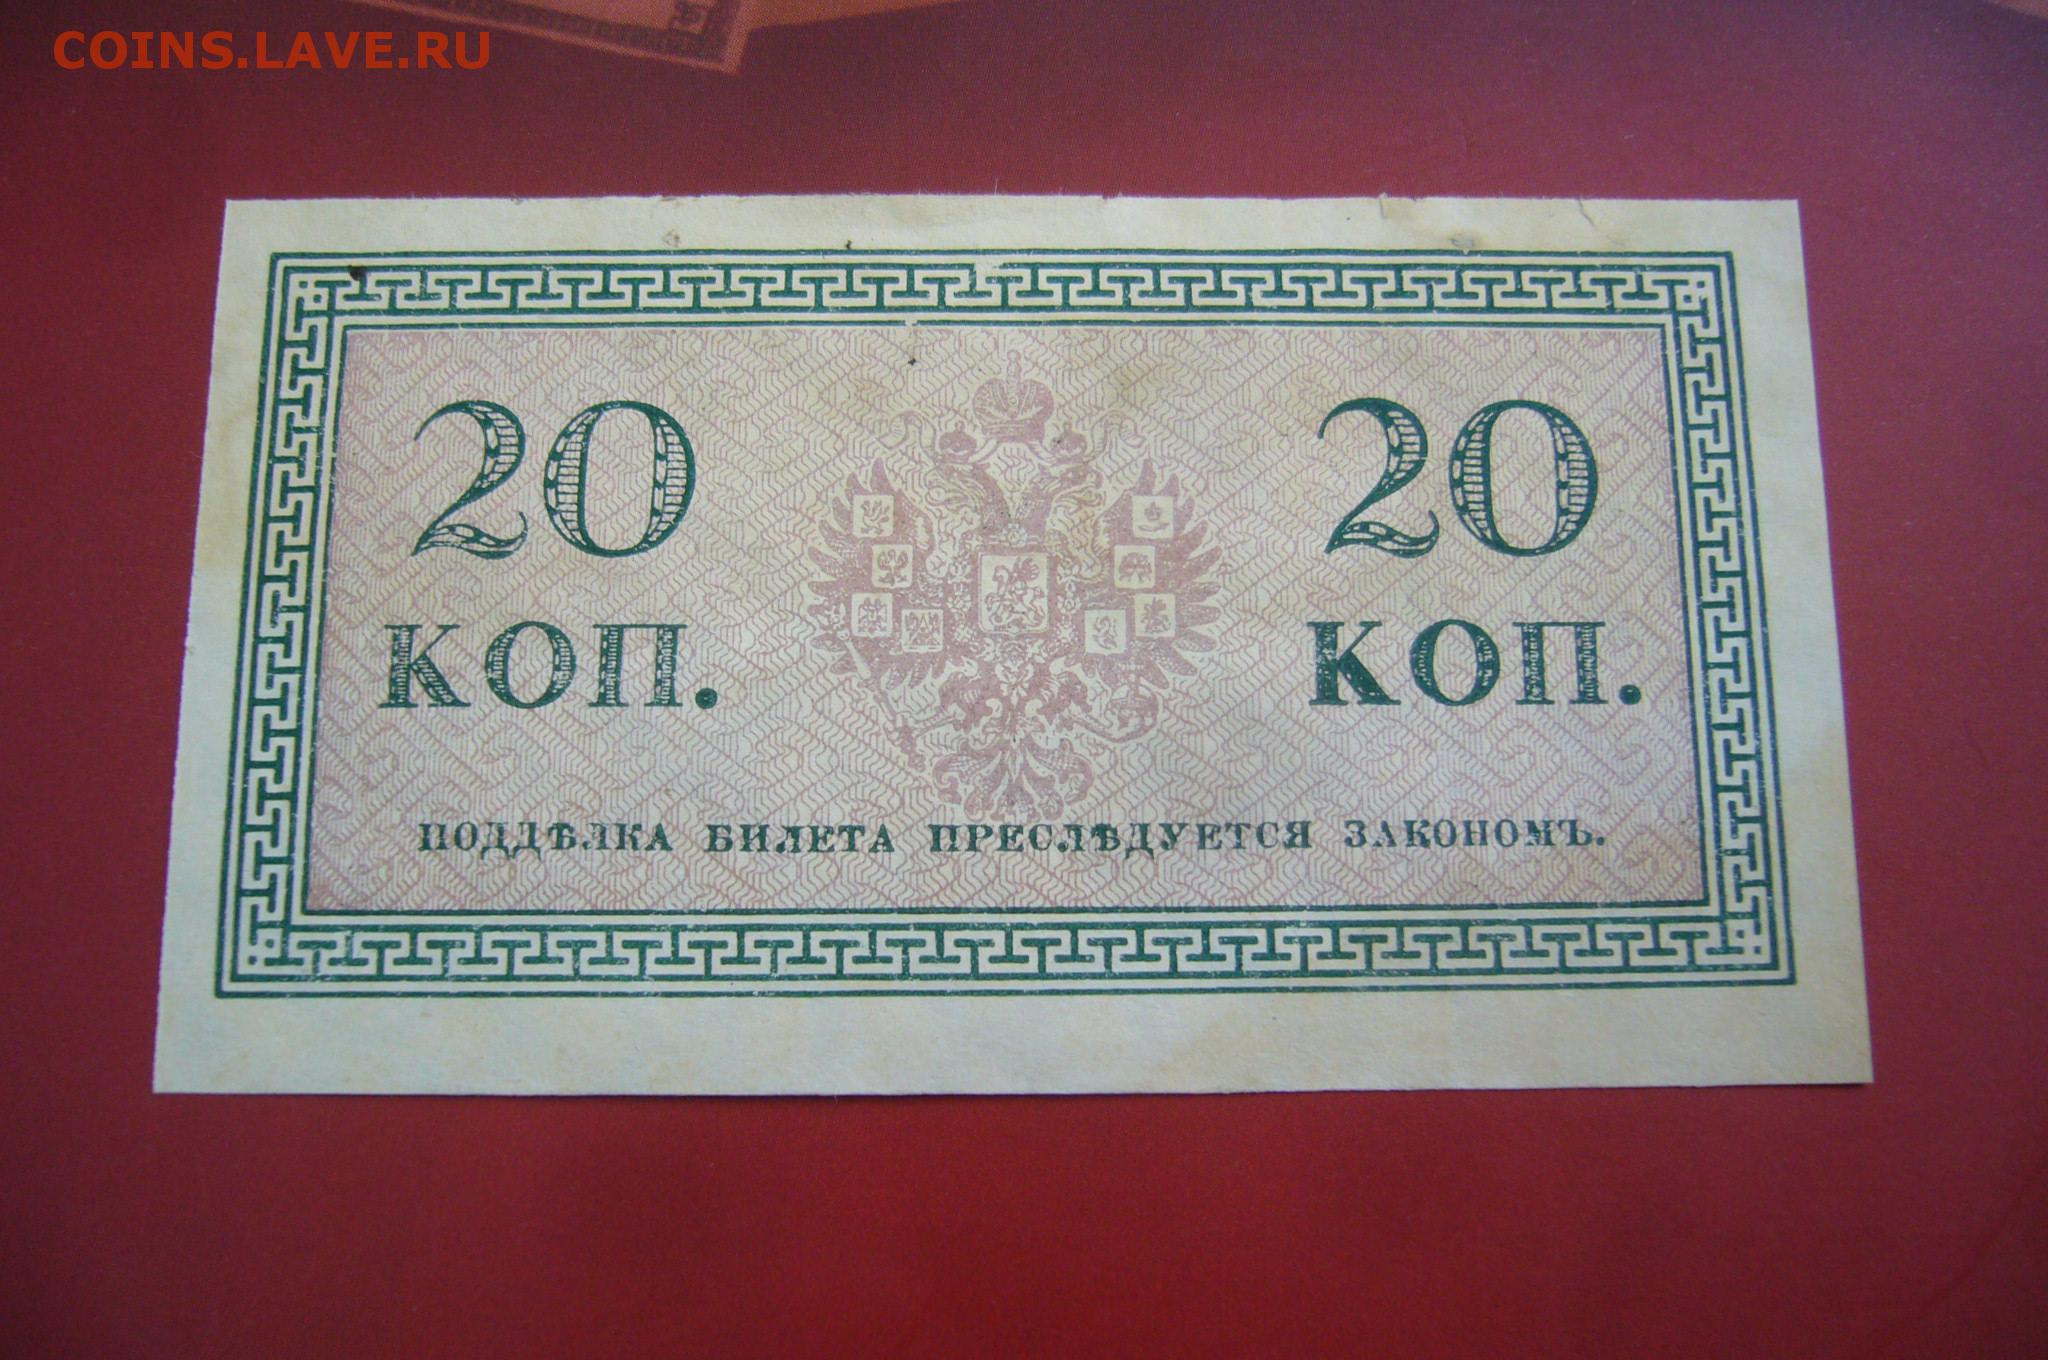 COINS.LAVE.RU
20 20
КОП. КОП.
ПОДДѢЛКА БИЛЕТА ПРЕСЛѢДУЕТСЯ ЗАКОНОМЪ.